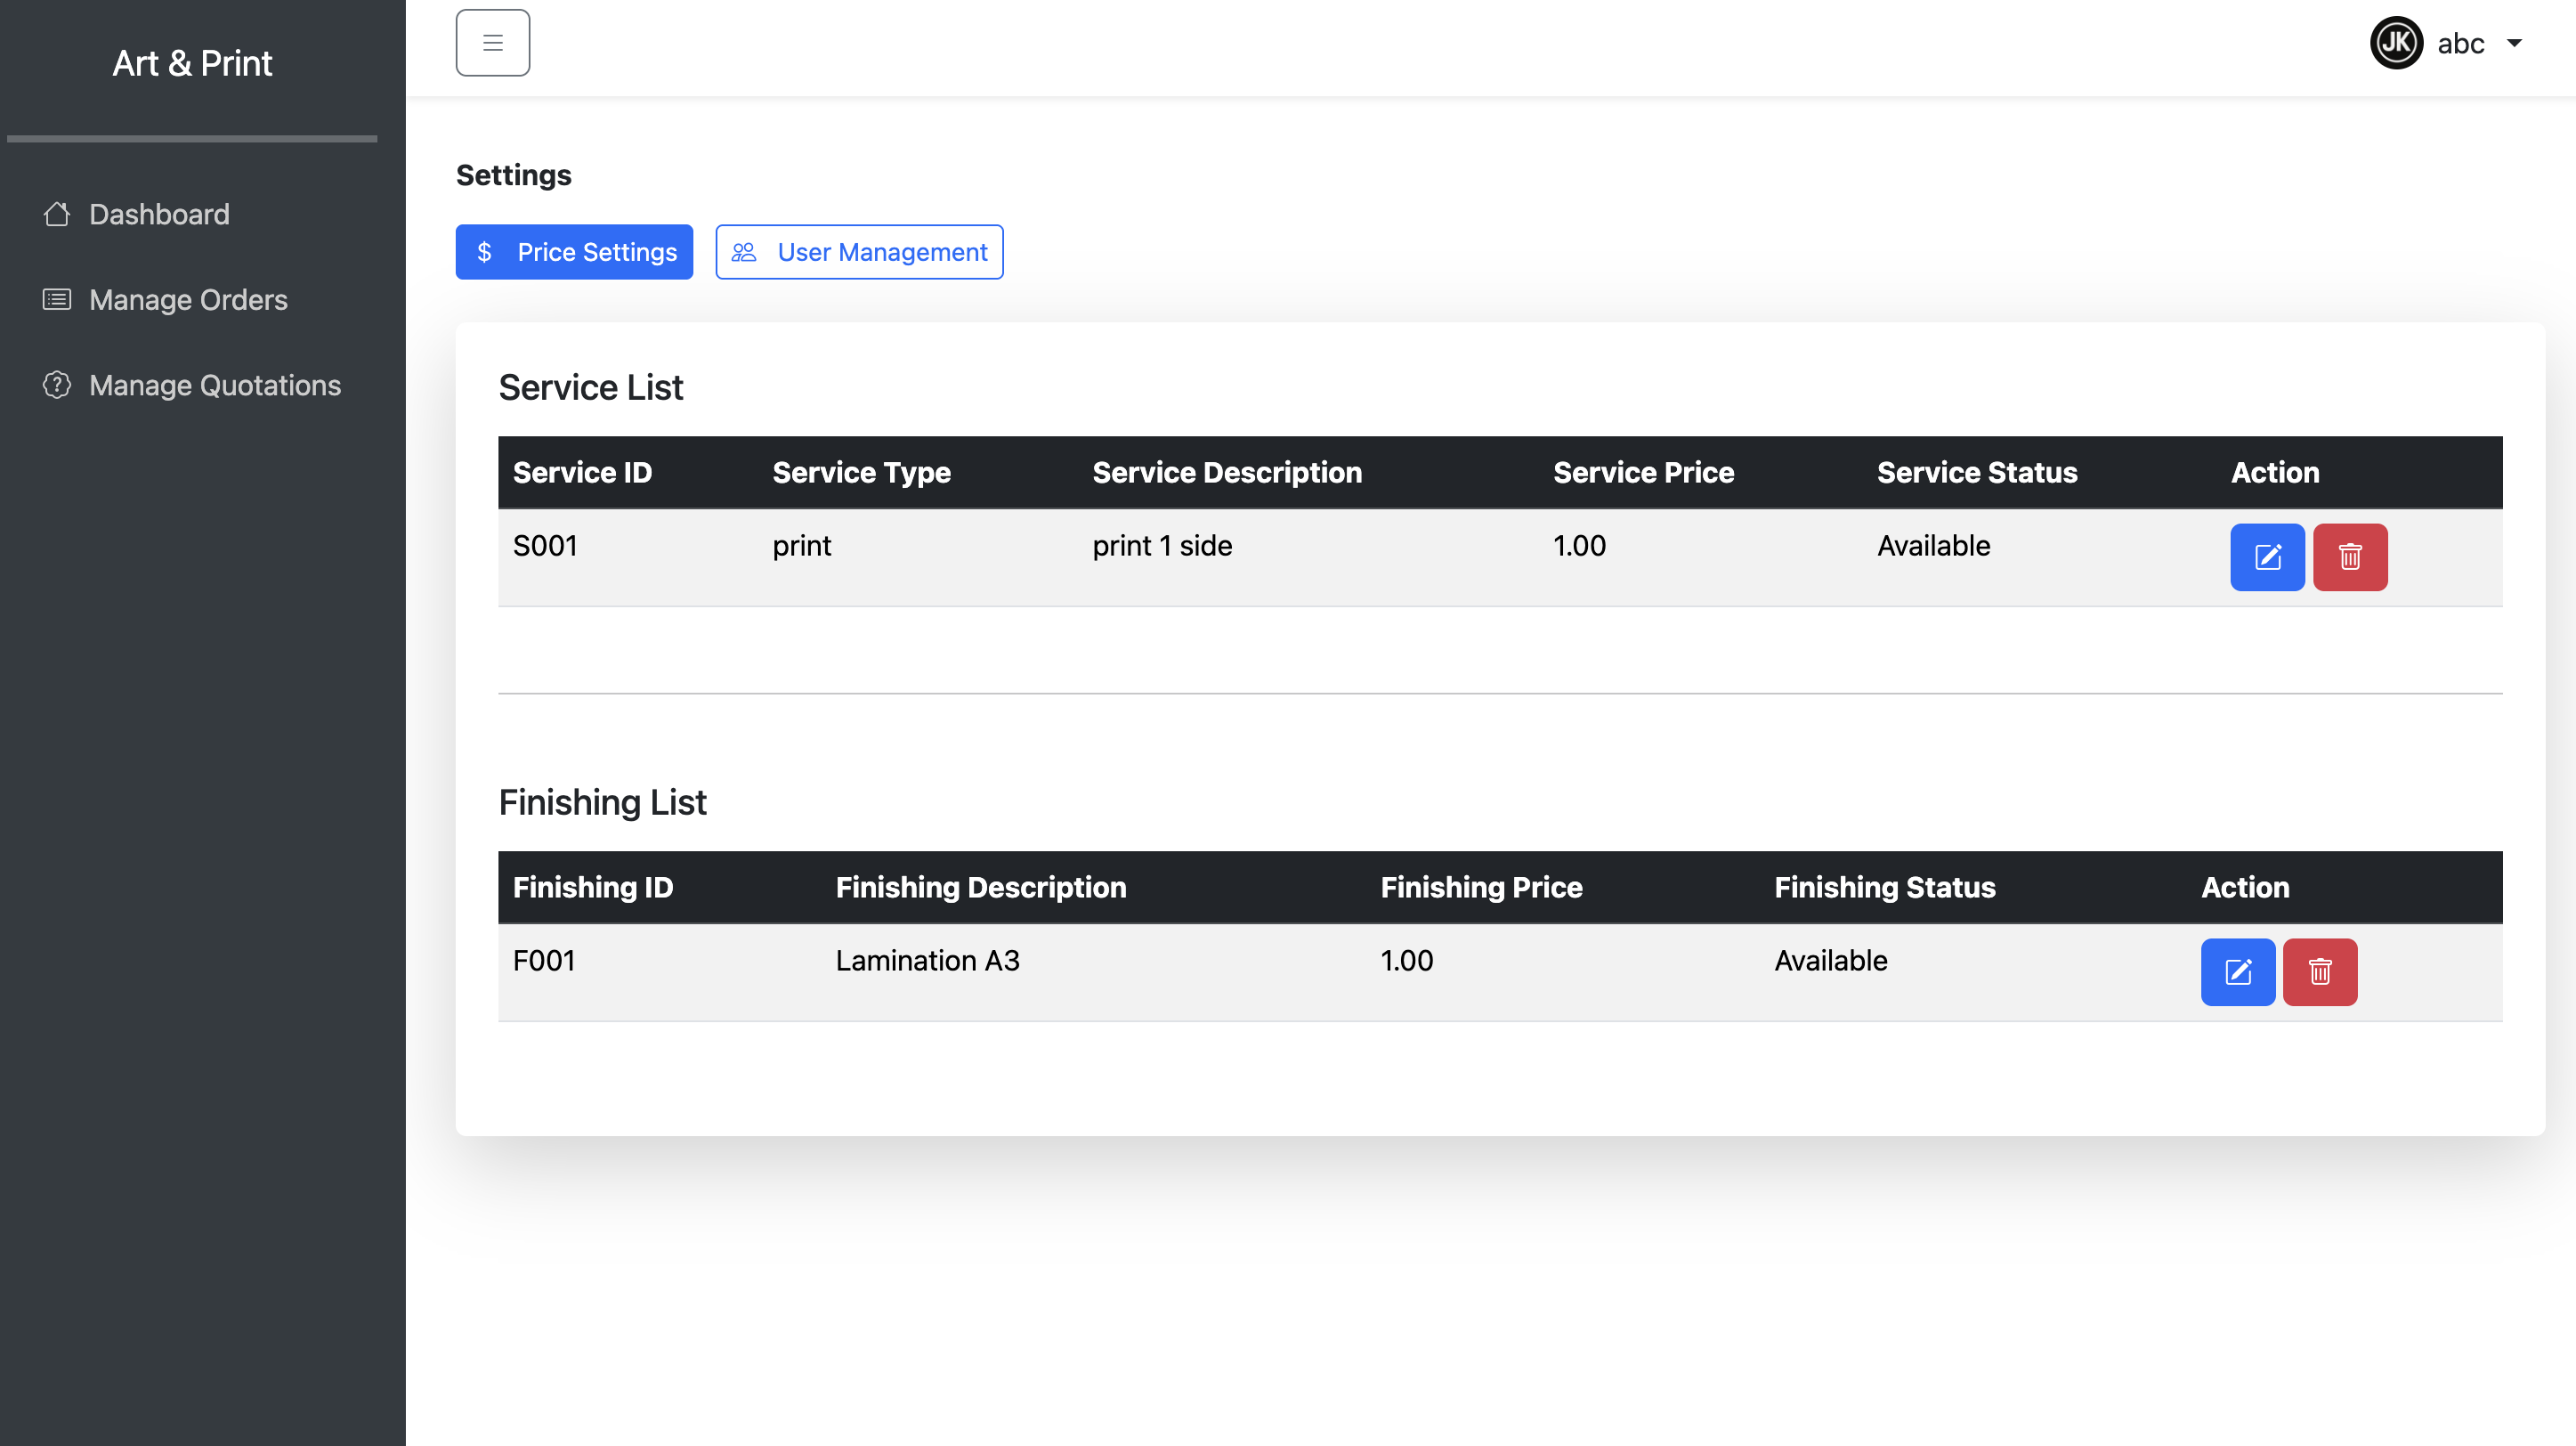 Art & Print
JK
abc
Dashboard
Manage Orders
Manage Quotations
Settings
$ Price Settings
User Management
Service List
Service ID Service Type Service Description Service Price Service Status Action
S001 print print 1 side 1.00 Available
Finishing List
Finishing ID Finishing Description Finishing Price Finishing Status Action
F001 Lamination A3 1.00 Available